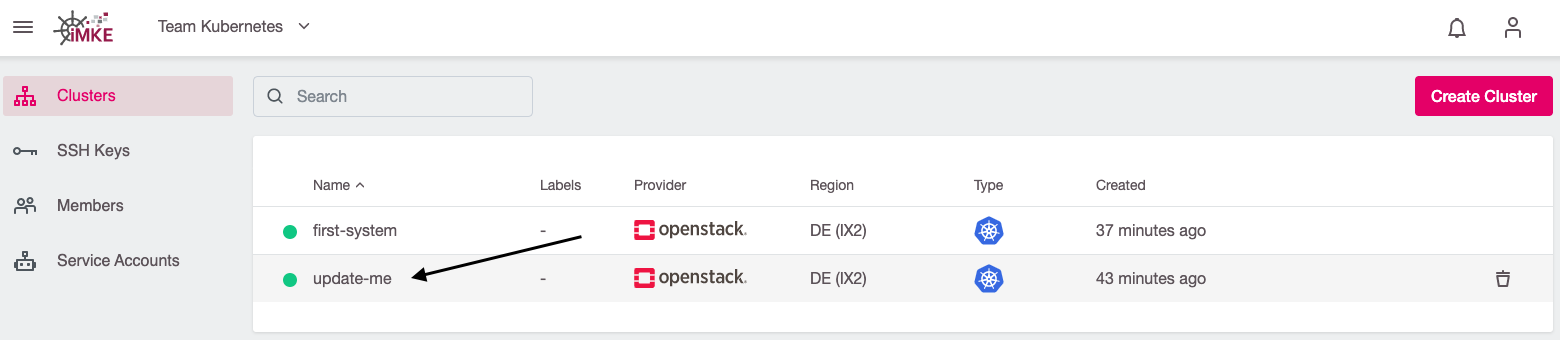 iMKE
Team Kubernetes
Clusters
SSH Keys
Members
Service Accounts
Search
Create Cluster
Name Labels Provider Region Type Created
first-system - openstack. DE (IX2) 37 minutes ago
update-me - openstack. DE (IX2) 43 minutes ago